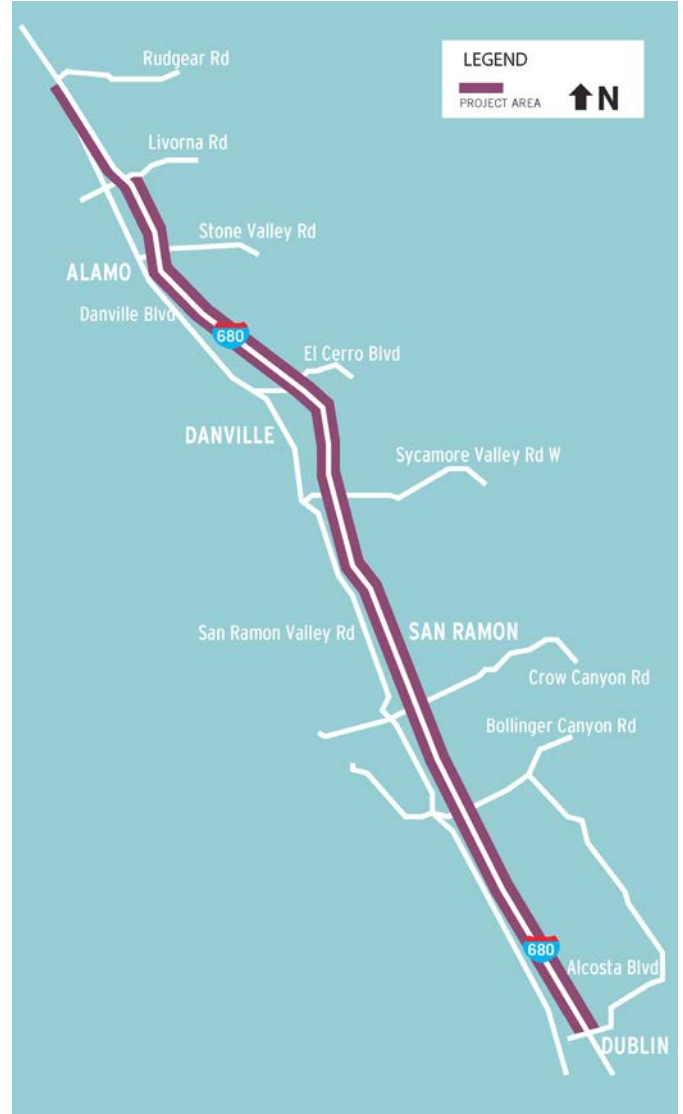 LEGEND
PROJECT AREA
N
Rudgear Rd
Livorna Rd
Stone Valley Rd
ALAMO
Danville Blvd
680
El Cerro Blvd
DANVILLE
Sycamore Valley Rd W
San Ramon Valley Rd
SAN RAMON
Crow Canyon Rd
Bollinger Canyon Rd
680
Alcosta Blvd
DUBLIN